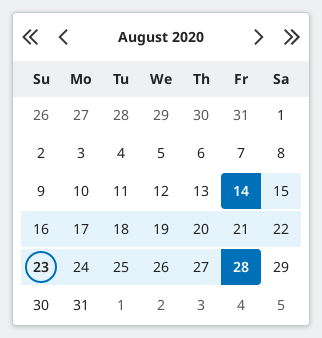 August 2020
Su Mo Tu We Th Fr Sa
26 27 28 29 30 31 1
2 3 4 5 6 7 8
9 10 11 12 13 14 15
16 17 18 19 20 21 22
23 24 25 26 27 28 29
30 31 1 2 3 4 5